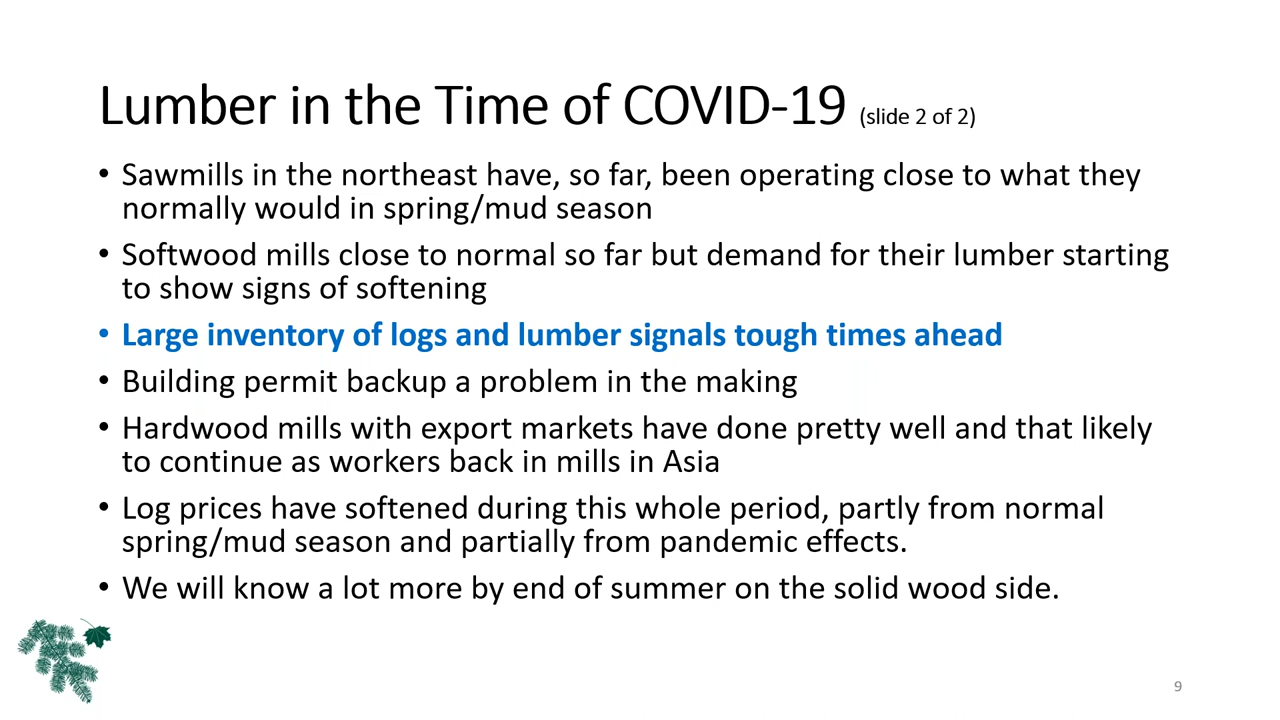 Lumber in the Time of COVID-19 (slide 2 of 2)
• Sawmills in the northeast have, so far, been operating close to what they
normally would in spring/mud season
• Softwood mills close to normal so far but demand for their lumber starting
to show signs of softening
• Large inventory of logs and lumber signals tough times ahead
• Building permit backup a problem in the making
• Hardwood mills with export markets have done pretty well and that likely
to continue as workers back in mills in Asia
• Log prices have softened during this whole period, partly from normal
spring/mud season and partially from pandemic effects.
• We will know a lot more by end of summer on the solid wood side.
9